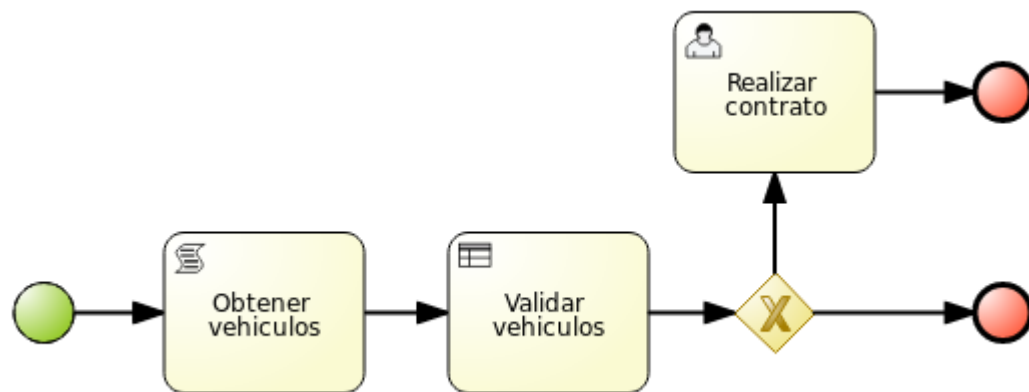 Realizar
contrato
Obtener
vehiculos
Validar
vehiculos